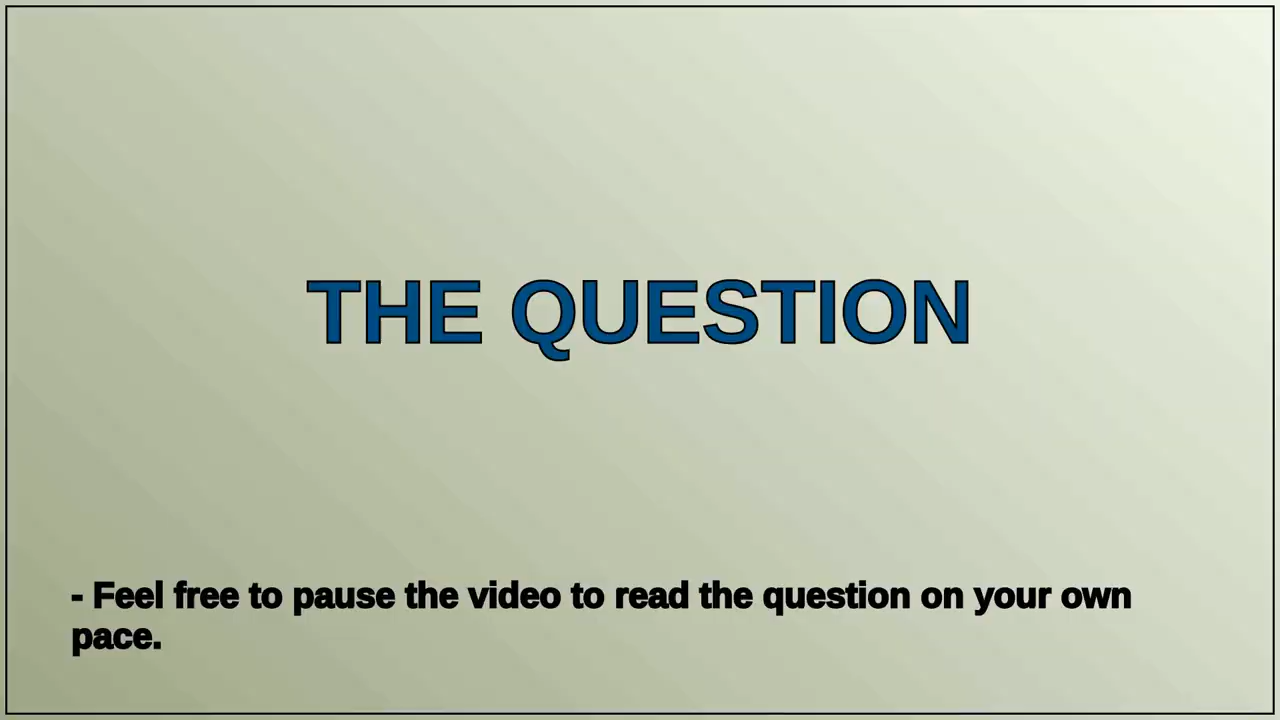 THE QUESTION
- Feel free to pause the video to read the question on your own
pace.